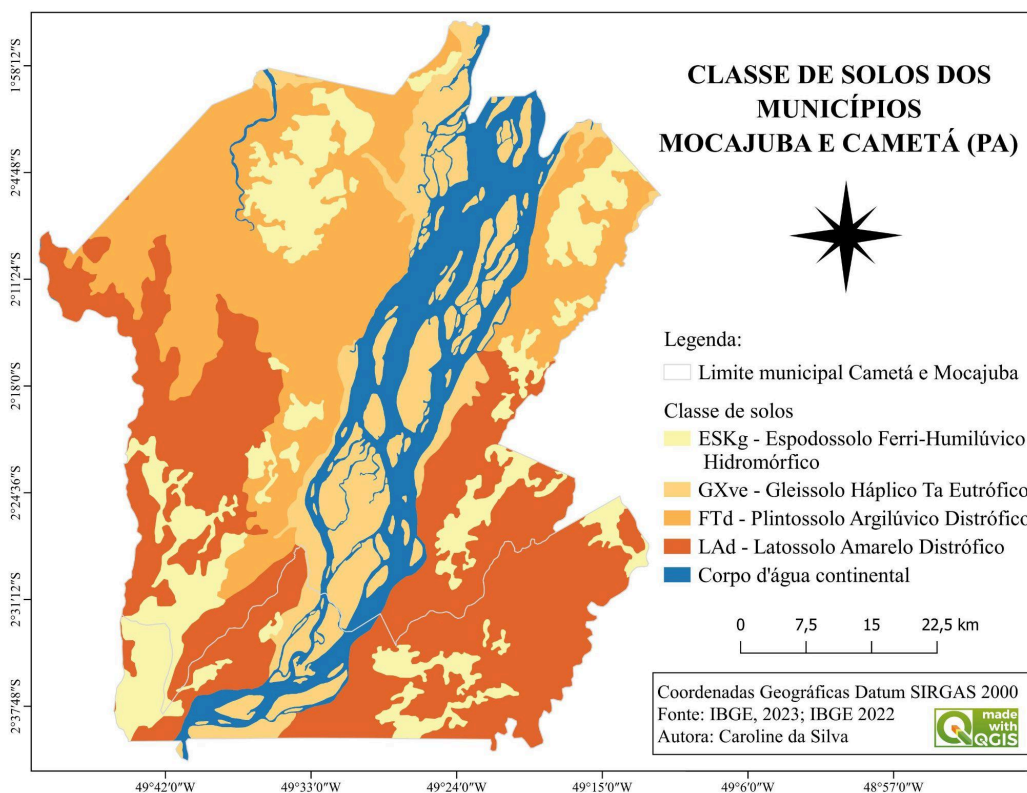 CLASSE DE SOLOS DOS
MUNICÍPIOS
MOCAJUBA E CAMETÁ (PA)
1°58'12"S
2°4'48"S
2°11'24"S
2°18'0"S
2°24'36"S
2°31'12"S
2°37'48"S
Legenda:
Limite municipal Cametá e Mocajuba
Classe de solos
ESKg - Espodossolo Ferri-Humilúvico
Hidromórfico
GXve - Gleissolo Háplico Ta Eutrófico
FTd - Plintossolo Argilúvico Distrófico
LAd - Latossolo Amarelo Distrófico
Corpo d'água continental
0 7,5 15 22,5 km
Coordenadas Geográficas Datum SIRGAS 2000
Fonte: IBGE, 2023; IBGE 2022
Autora: Caroline da Silva
made
with
QGIS
49°42'0"W 49°33'0"W 49°24'0"W 49°15'0"W 49°6'0"W 48°57'0"W